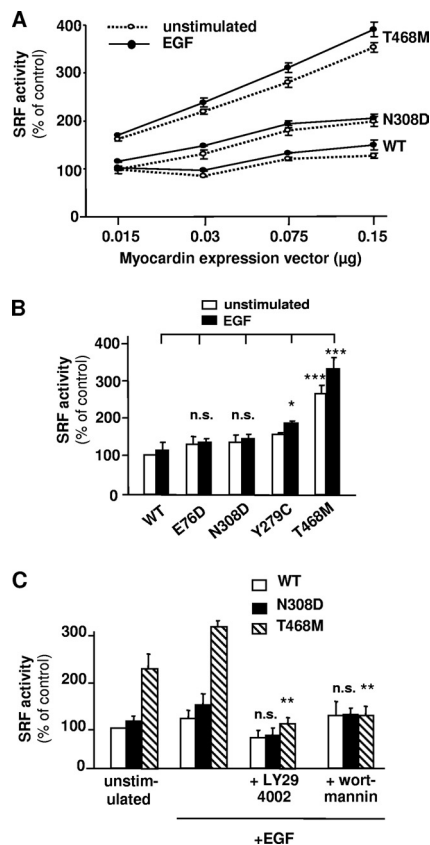 A
unstimulated
EGF
T468M
N308D
WT
SRF activity
(% of control)
400
300
200
100
0
0.015 0.03 0.075 0.15
Myocardin expression vector (µg)
B
unstimulated
EGF
SRF activity
(% of control)
400
300
200
100
0
n.s. n.s. * *** ***
WT E76D N308D Y279C T468M
C
WT
N308D
T468M
SRF activity
(% of control)
300
200
100
0
n.s. ** n.s. **
unstim-
ulated
+ LY29
4002
+ wort-
mannin
+EGF